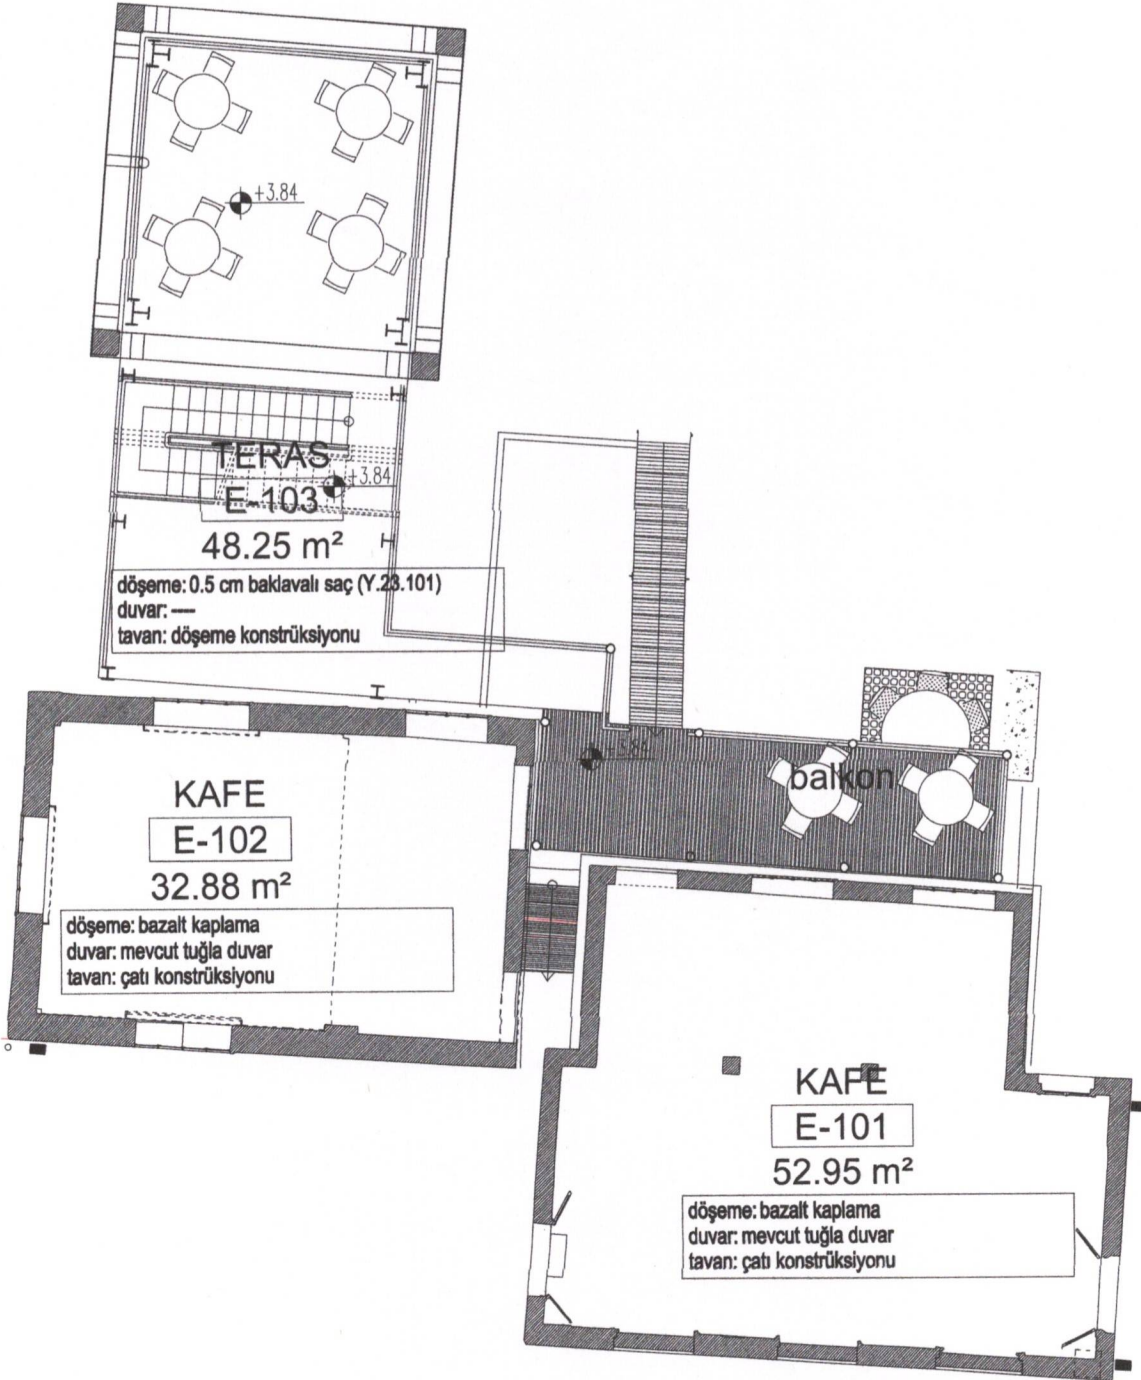 +3.84
TERAS
+3.84
E-103
48.25 m²
döşeme: 0.5 cm baklavalı saç (Y.23.101)
duvar: ----
tavan: döşeme konstrüksiyonu
+3.84
balkon
KAFE
E-102
32.88 m²
döşeme: bazalt kaplama
duvar: mevcut tuğla duvar
tavan: çatı konstrüksiyonu
KAFE
E-101
52.95 m²
döşeme: bazalt kaplama
duvar: mevcut tuğla duvar
tavan: çatı konstrüksiyonu